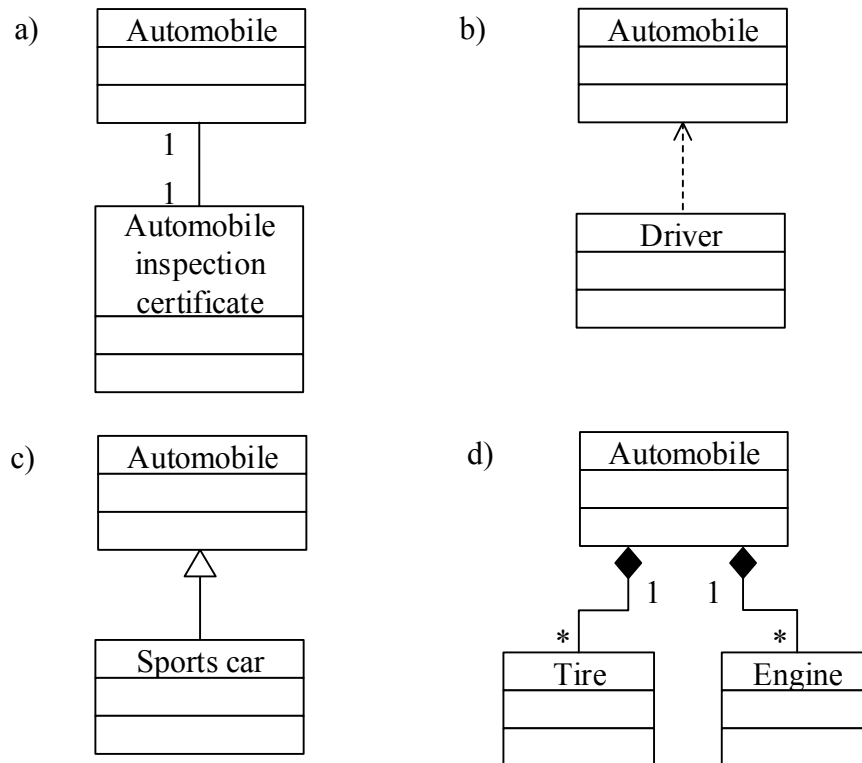 a)
Automobile
1
1
Automobile
inspection
certificate
b)
Automobile
Driver
c)
Automobile
Sports car
d)
Automobile
1 1
* *
Tire Engine